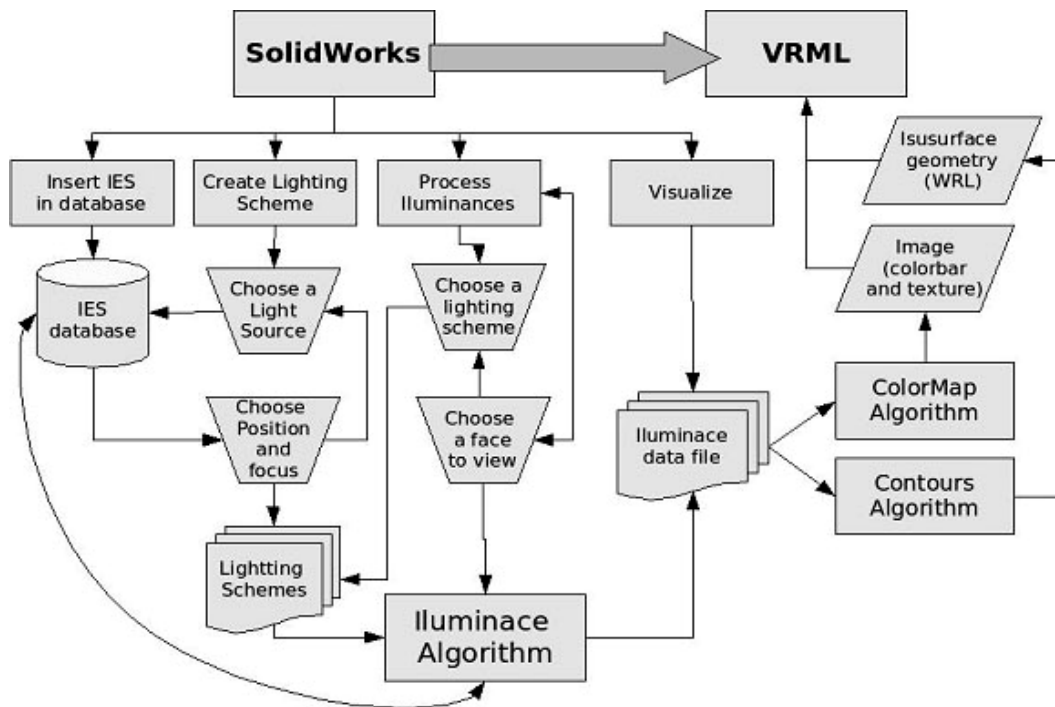 SolidWorks
VRML
Insert IES
in database
Create Lighting
Scheme
Process
Iluminances
Visualize
Isusurface
geometry
(WRL)
Image
(colorbar
and texture)
IES
database
Choose a
Light
Source
Choose a
lighting
scheme
Choose
Position
and
focus
Choose
a face
to view
Iluminace
data file
ColorMap
Algorithm
Contours
Algorithm
Lightting
Schemes
Iluminace
Algorithm